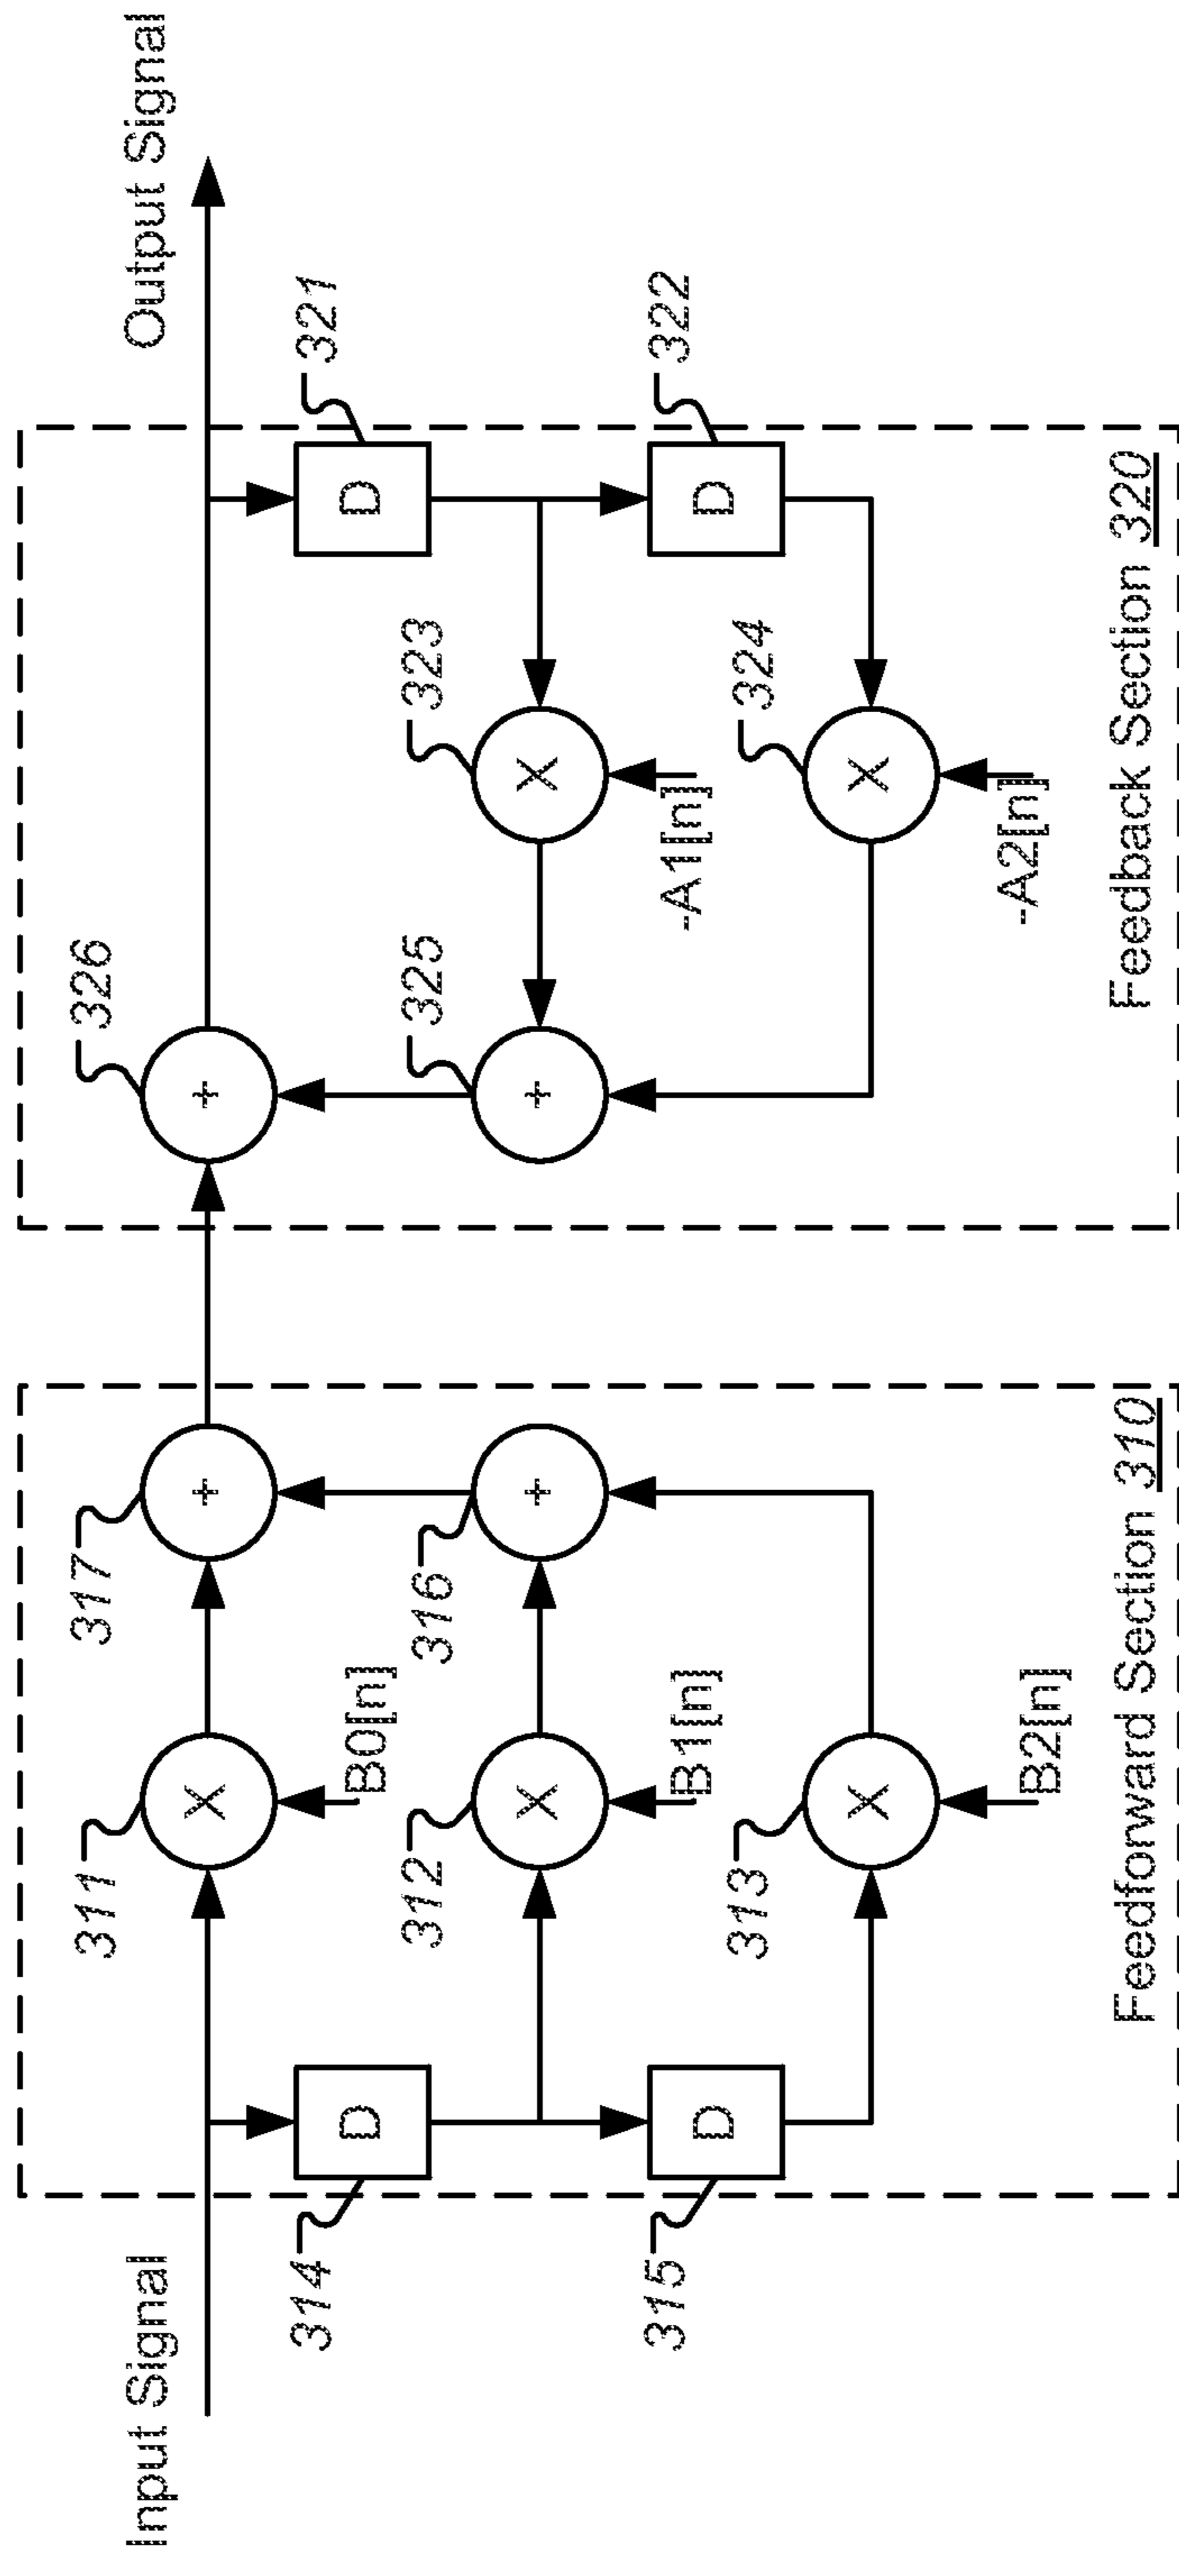 Input Signal
Output Signal
317
326
311
+
+
X
B0[n]
314
D
D
321
312
316
325
323
X
+
+
X
B1[n]
-A1[n]
315
D
D
322
313
324
X
X
B2[n]
-A2[n]
Feedforward Section 310
Feedback Section 320